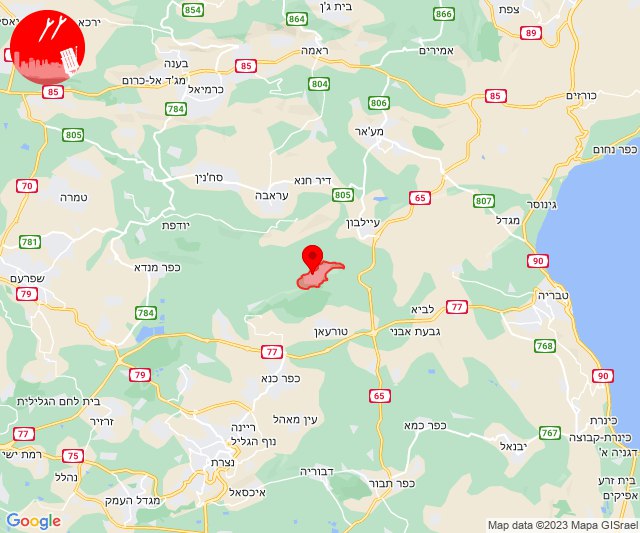 854
864
בית ג'ן
866
צפת
ירכא
יאסיף
89
בענה
ראמה
אמירים
85
מג'ד אל-כרום
804
85
כרמיאל
806
85
כורזים
784
805
מע'אר
כפר נחום
70
סח'נין
דיר חנא
805
65
807
גינוסר
טמרה
עראבה
מגדל
יודפת
עיילבון
781
כפר מנדא
90
שפרעם
79
טבריה
784
לביא
77
טורעאן
גבעת אבני
77
768
79
כפר כנא
90
65
בית לחם הגלילית
זרזיר
עין מאהל
ריינה
כפר כמא
כינרת
77
נוף הגליל
767
כינרת-קבוצה
75
רמת ישי
נצרת
יבנאל
דגניה א'
נהלל
דבוריה
כפר תבור
בית זרע
איכסאל
מגדל העמק
אפיקים
Google
Map data ©2023 Mapa GISrael